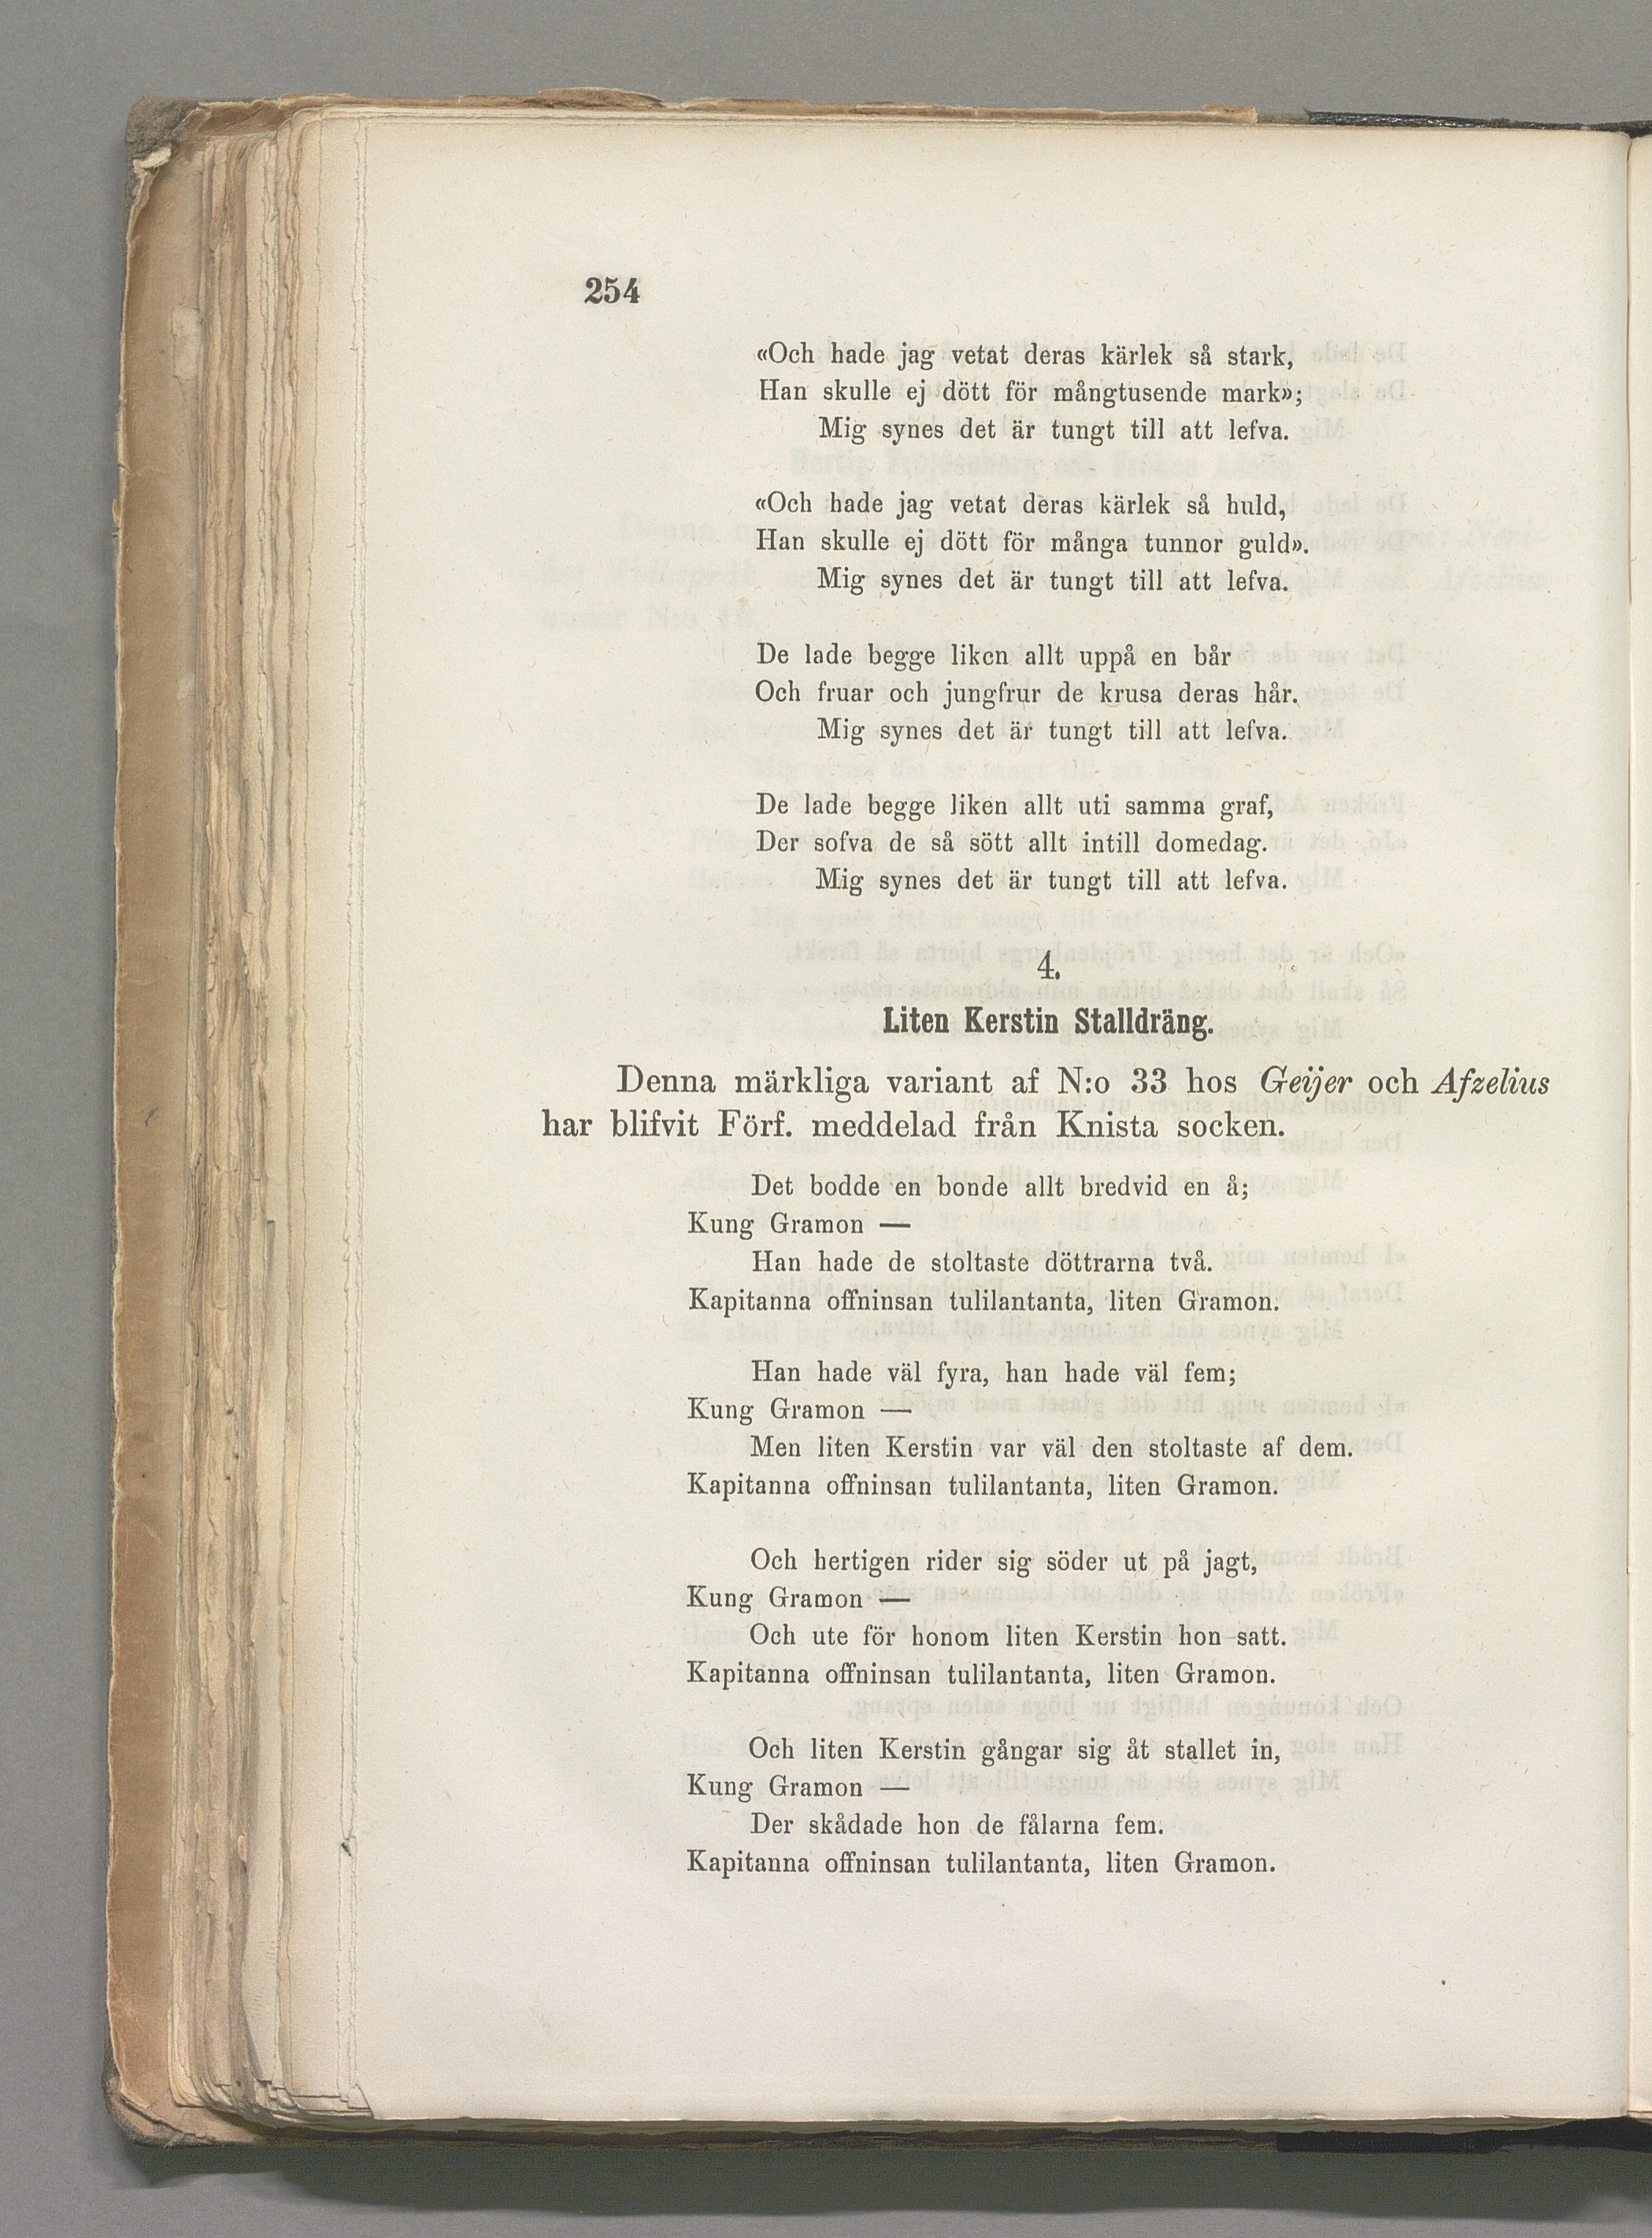 254
«Och hade jag vetat deras kärlek så stark,
Han skulle ej dött för mångtusende mark»;
Mig synes det är tungt till att lefva.
«Och hade jag vetat deras kärlek så huld,
Han skulle ej dött för många tunnor guld».
Mig synes det är tungt till att lefva.
De lade begge liken allt uppå en bår
Och fruar och jungfrur de krusa deras hår.
Mig synes det är tungt till att lefva.
De lade begge liken allt uti samma graf,
Der sofva de så sött allt intill domedag.
Mig synes det är tungt till att lefva.
4.
Liten Kerstin Stalldräng.
Denna märkliga variant af N:o 33 hos Geijer och Afzelius
har blifvit Förf. meddelad från Knista socken.
Det bodde en bonde allt bredvid en å;
Kung Gramon —
Han hade de stoltaste döttrarna två.
Kapitanna offninsan tulilantanta, liten Gramon.
Han hade väl fyra, han hade väl fem;
Kung Gramon —
Men liten Kerstin var väl den stoltaste af dem.
Kapitanna offninsan tulilantanta, liten Gramon.
Och hertigen rider sig söder ut på jagt,
Kung Gramon —
Och ute för honom liten Kerstin hon satt.
Kapitanna offninsan tulilantanta, liten Gramon.
Och liten Kerstin gångar sig åt stallet in,
Kung Gramon —
Der skådade hon de fålarna fem.
Kapitanna offninsan tulilantanta, liten Gramon.